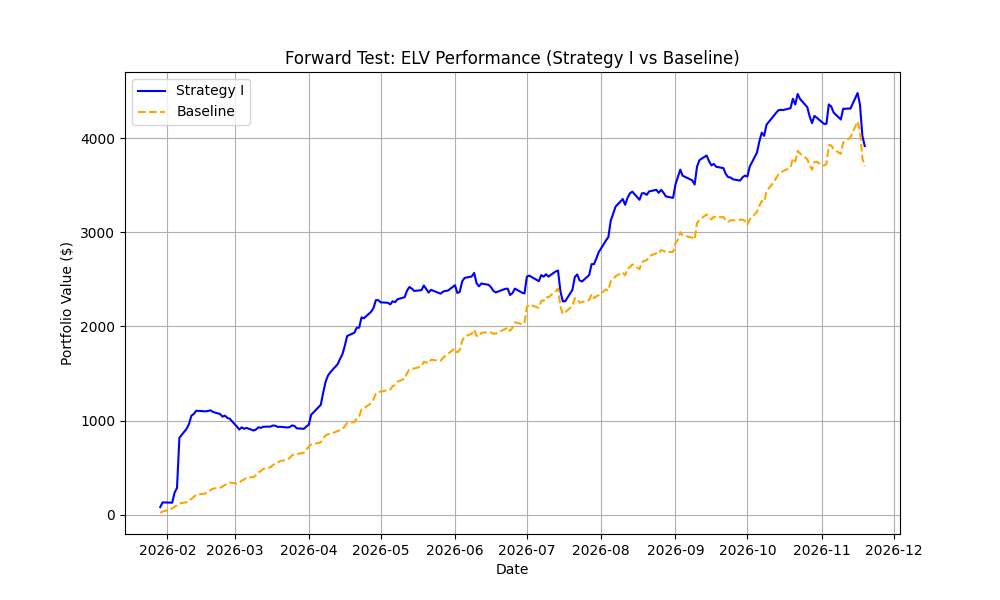 Forward Test: ELV Performance (Strategy I vs Baseline)
Strategy I
Baseline
Portfolio Value ($)
4000
3000
2000
1000
0
2026-02 2026-03 2026-04 2026-05 2026-06 2026-07 2026-08 2026-09 2026-10 2026-11 2026-12
Date